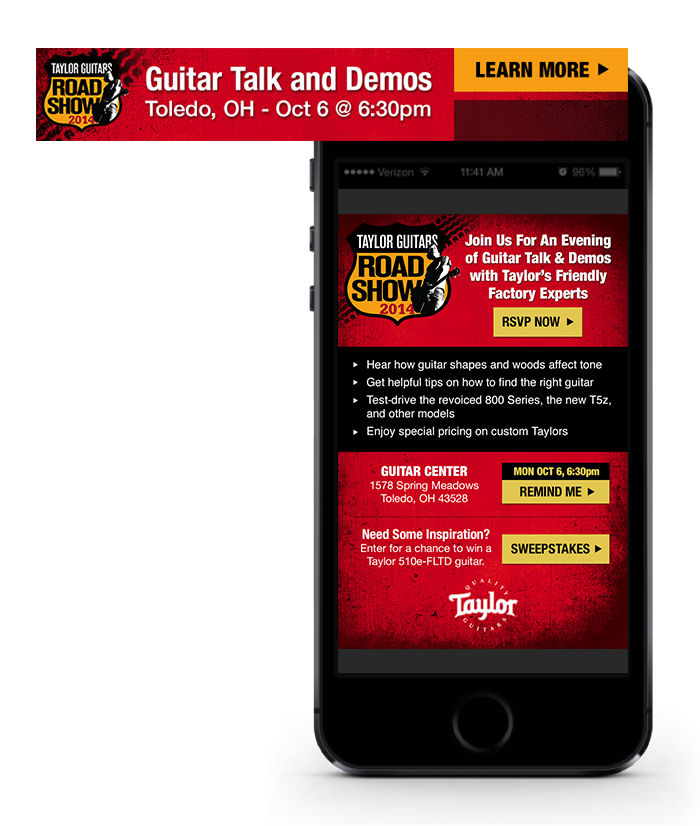 TAYLOR GUITARS
ROAD
SHOW
2014
Guitar Talk and Demos
Toledo, OH - Oct 6 @ 6:30pm
LEARN MORE
Verizon
11:41 AM
96%
TAYLOR GUITARS
ROAD
SHOW
2014
Join Us For An Evening
of Guitar Talk & Demos
with Taylor's Friendly
Factory Experts
RSVP NOW
Hear how guitar shapes and woods affect tone
Get helpful tips on how to find the right guitar
Test-drive the revoiced 800 Series, the new T5z,
and other models
Enjoy special pricing on custom Taylors
GUITAR CENTER
1578 Spring Meadows
Toledo, OH 43528
MON OCT 6, 6:30pm
REMIND ME
Need Some Inspiration?
Enter for a chance to win a
Taylor 510e-FLTD guitar.
SWEEPSTAKES
QUALITY
Taylor
GUITARS